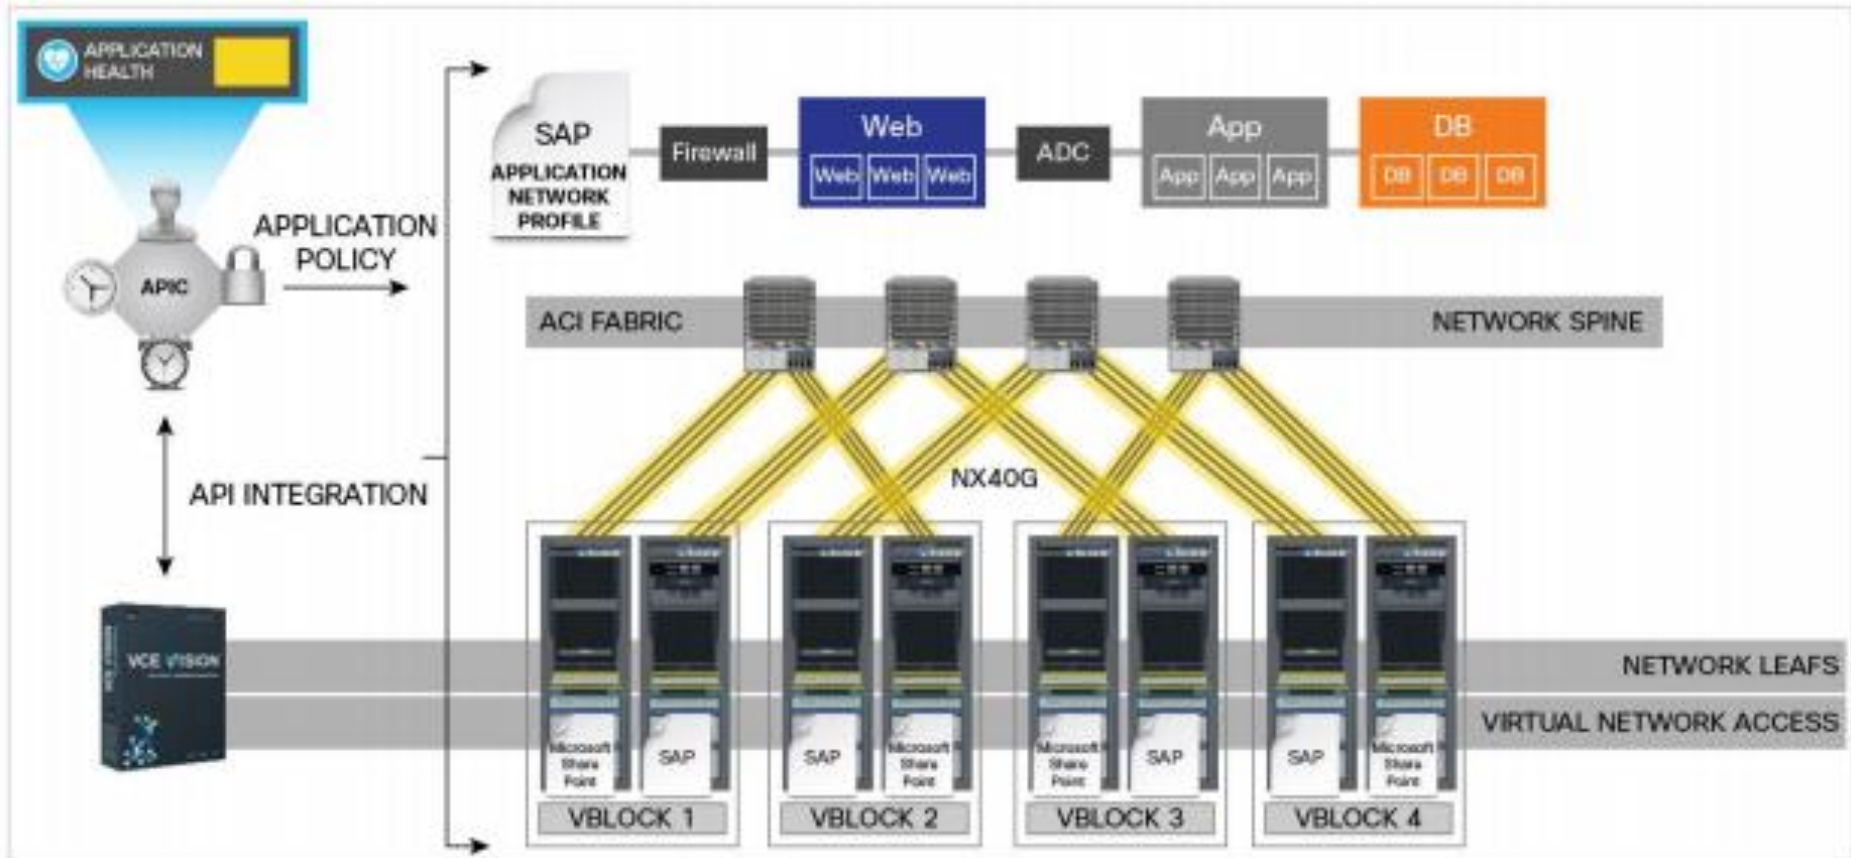 APPLICATION
HEALTH
SAP
APPLICATION
NETWORK
PROFILE
Firewall
Web
Web Web Web
ADC
App
App App App
DB
DB DB DB
APPLICATION
POLICY
APIC
ACI FABRIC
NETWORK SPINE
NX40G
API INTEGRATION
VCE VISION
NETWORK LEAFS
VIRTUAL NETWORK ACCESS
Microsoft
Share
Point
SAP
SAP
Microsoft
Share
Point
Microsoft
Share
Point
SAP
SAP
Microsoft
Share
Point
VBLOCK 1
VBLOCK 2
VBLOCK 3
VBLOCK 4